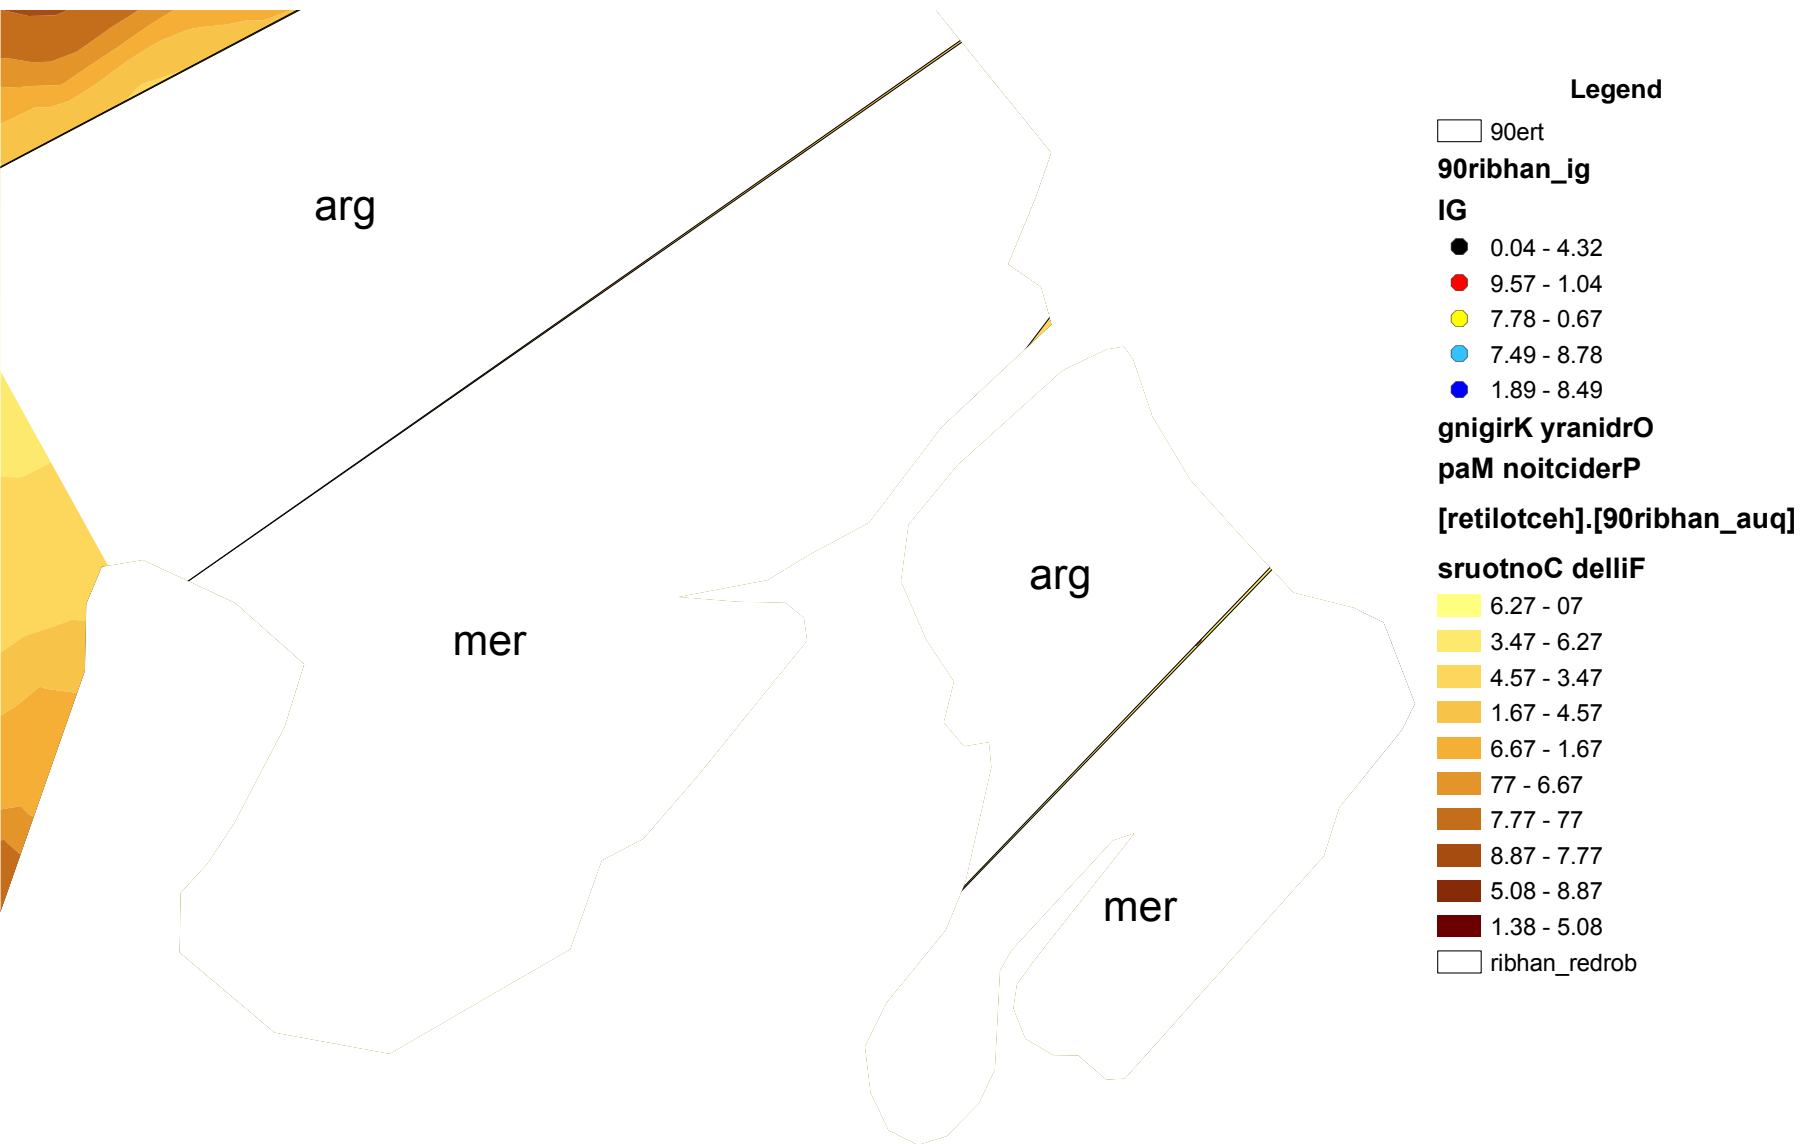 Legend
90ert
90ribhan_ig
IG
0.04 - 4.32
9.57 - 1.04
7.78 - 0.67
7.49 - 8.78
1.89 - 8.49
gnigirK yranidrO
paM noitciderP
[retilotceh].[90ribhan_auq]
sruotnoC delliF
6.27 - 07
3.47 - 6.27
4.57 - 3.47
1.67 - 4.57
6.67 - 1.67
77 - 6.67
7.77 - 77
8.87 - 7.77
5.08 - 8.87
1.38 - 5.08
ribhan_redrob
arg
mer
arg
mer